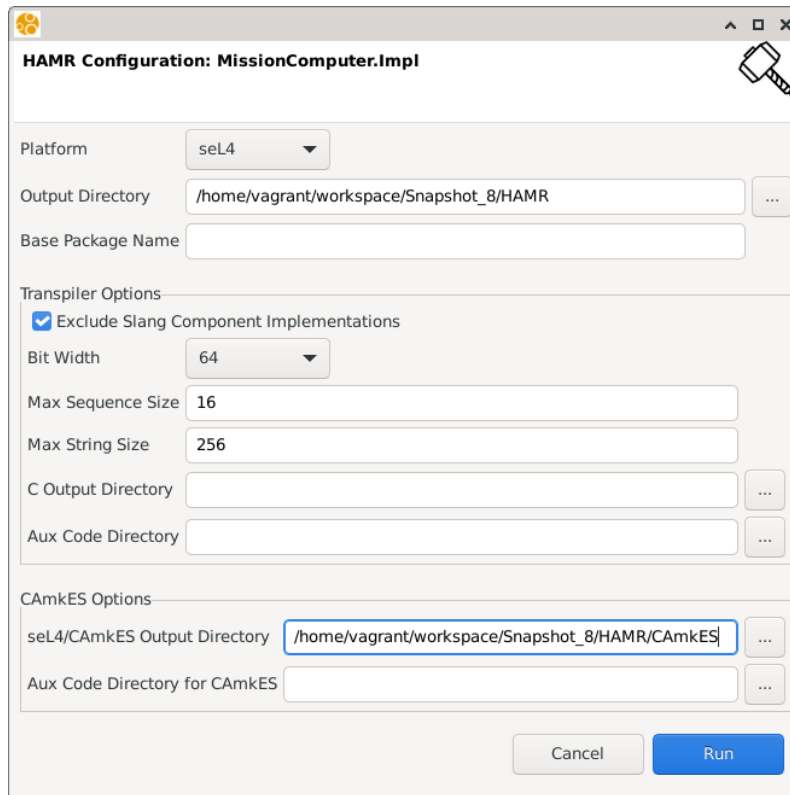 HAMR Configuration: MissionComputer.Impl
Platform seL4
Output Directory /home/vagrant/workspace/Snapshot_8/HAMR ...
Base Package Name
Transpiler Options
Exclude Slang Component Implementations
Bit Width 64
Max Sequence Size 16
Max String Size 256
C Output Directory ...
Aux Code Directory ...
CAmkES Options
seL4/CAmkES Output Directory /home/vagrant/workspace/Snapshot_8/HAMR/CAmkES ...
Aux Code Directory for CAmkES ...
Cancel Run